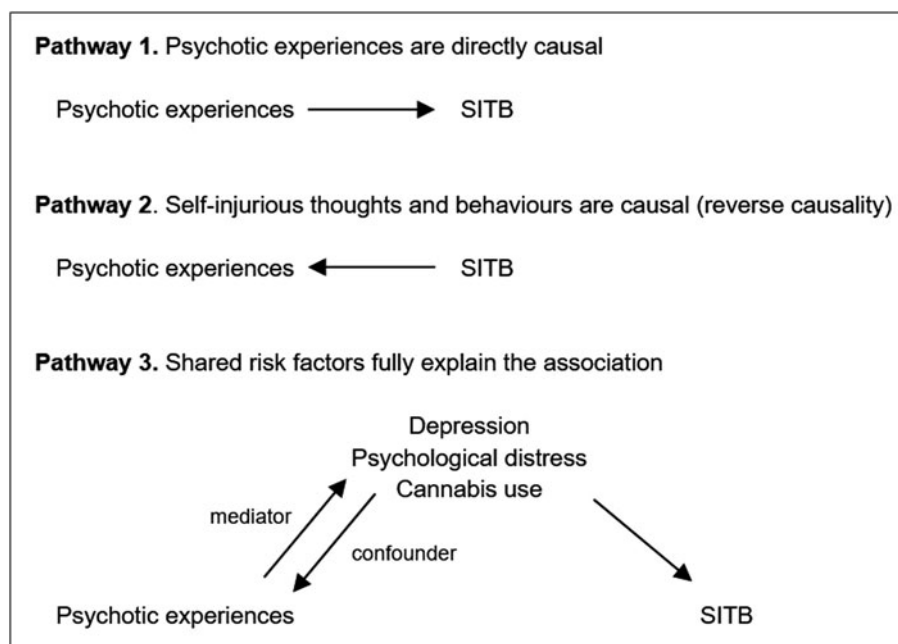 Pathway 1. Psychotic experiences are directly causal
Psychotic experiences SITB
Pathway 2. Self-injurious thoughts and behaviours are causal (reverse causality)
Psychotic experiences SITB
Pathway 3. Shared risk factors fully explain the association
Depression
Psychological distress
Cannabis use
mediator
confounder
Psychotic experiences SITB